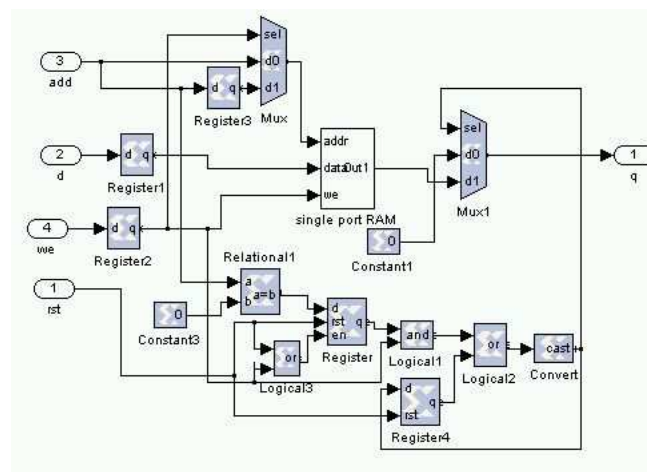 3
add
sel
d0
d1
Mux
d q
Register3
2
d
d q
Register1
addr
data
Out1
we
single port RAM
sel
d0
d1
Mux1
1
q
4
we
d q
Register2
0
Constant1
1
rst
Relational1
a
b
a=b
0
Constant3
d
rst
en
q
Register
or
Logical3
and
Logical1
or
Logical2
cast
Convert
d
rst
q
Register4